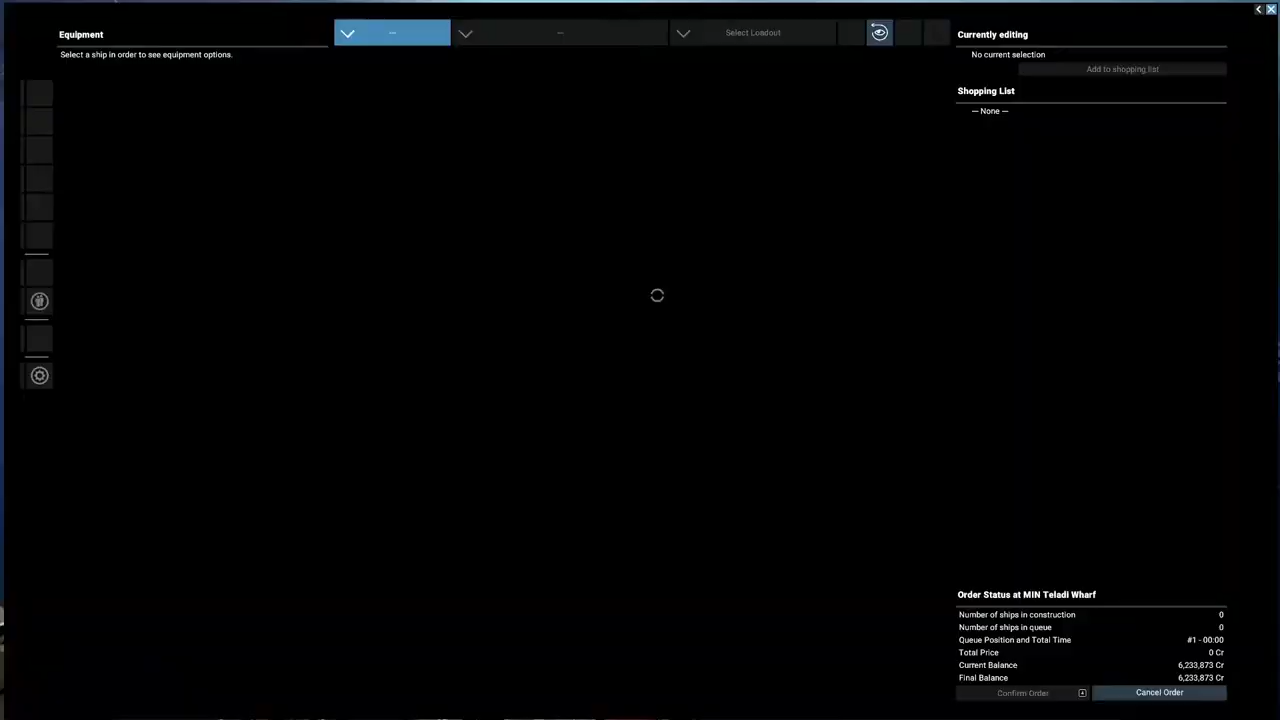 Equipment
Select a ship in order to see equipment options.
--
--
Select Loadout
Currently editing
No current selection
Add to shopping list
Shopping List
— None —
Order Status at MIN Teladi Wharf
Number of ships in construction 0
Number of ships in queue 0
Queue Position and Total Time #1 - 00:00
Total Price 0 Cr
Current Balance 6,233,873 Cr
Final Balance 6,233,873 Cr
Confirm Order
Cancel Order